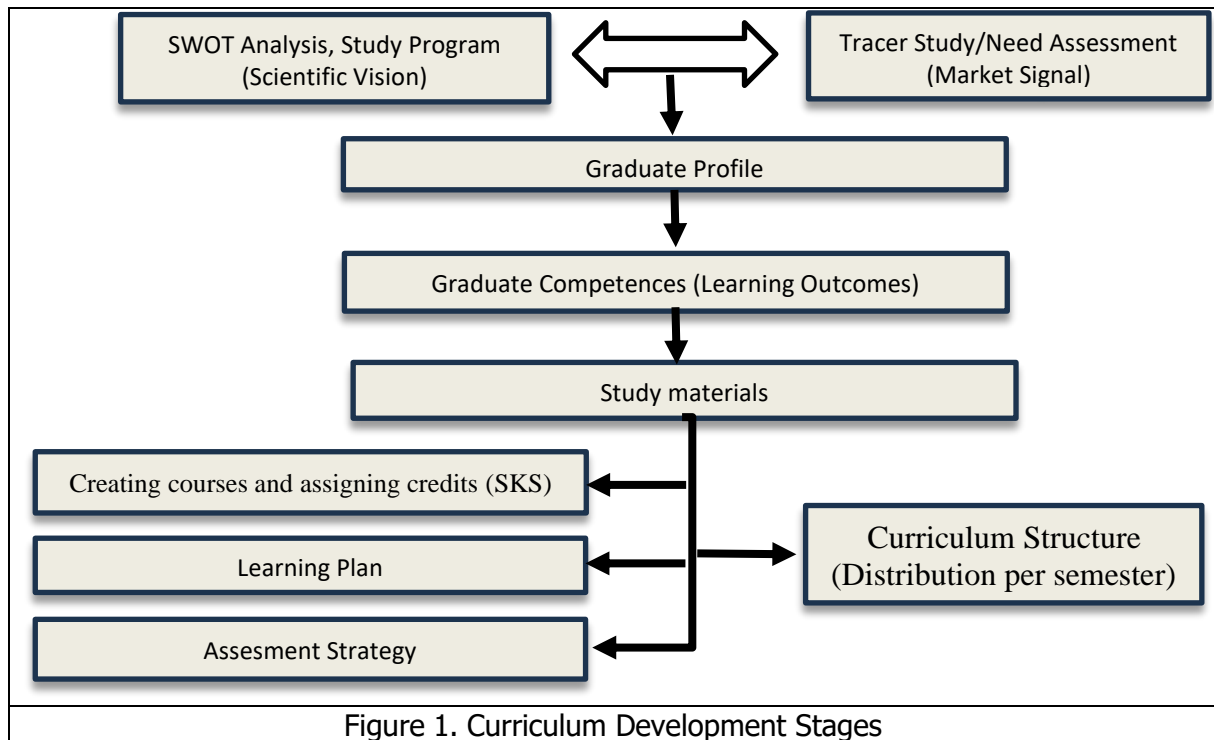 SWOT Analysis, Study Program
(Scientific Vision)
Tracer Study/Need Assessment
(Market Signal)
Graduate Profile
Graduate Competences (Learning Outcomes)
Study materials
Creating courses and assigning credits (SKS)
Learning Plan
Assesment Strategy
Curriculum Structure
(Distribution per semester)
Figure 1. Curriculum Development Stages